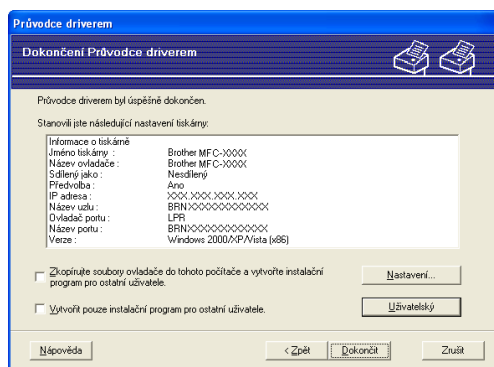 Průvodce driverem
Dokončení Průvodce driverem
Průvodce driverem byl úspěšně dokončen.
Stanovili jste následující nastavení tiskárny:
Informace o tiskárně
Jméno tiskárny : Brother MFC-XXXX
Název ovladače : Brother MFC-XXXX
Sdílený jako : Nesdílený
Předvolba : Ano
IP adresa : XXX.XXX.XXX.XXX
Název uzlu : BRNXXXXXXXXXXXX
Ovladač portu : LPR
Název portu : BRNXXXXXXXXXXXX
Verze : Windows 2000/XP/Vista (x86)
Zkopírujte soubory ovladače do tohoto počítače a vytvořte instalační
program pro ostatní uživatele.
Nastavení...
Vytvořit pouze instalační program pro ostatní uživatele.
Uživatelský
Nápověda
< Zpět
Dokončit
Zrušit